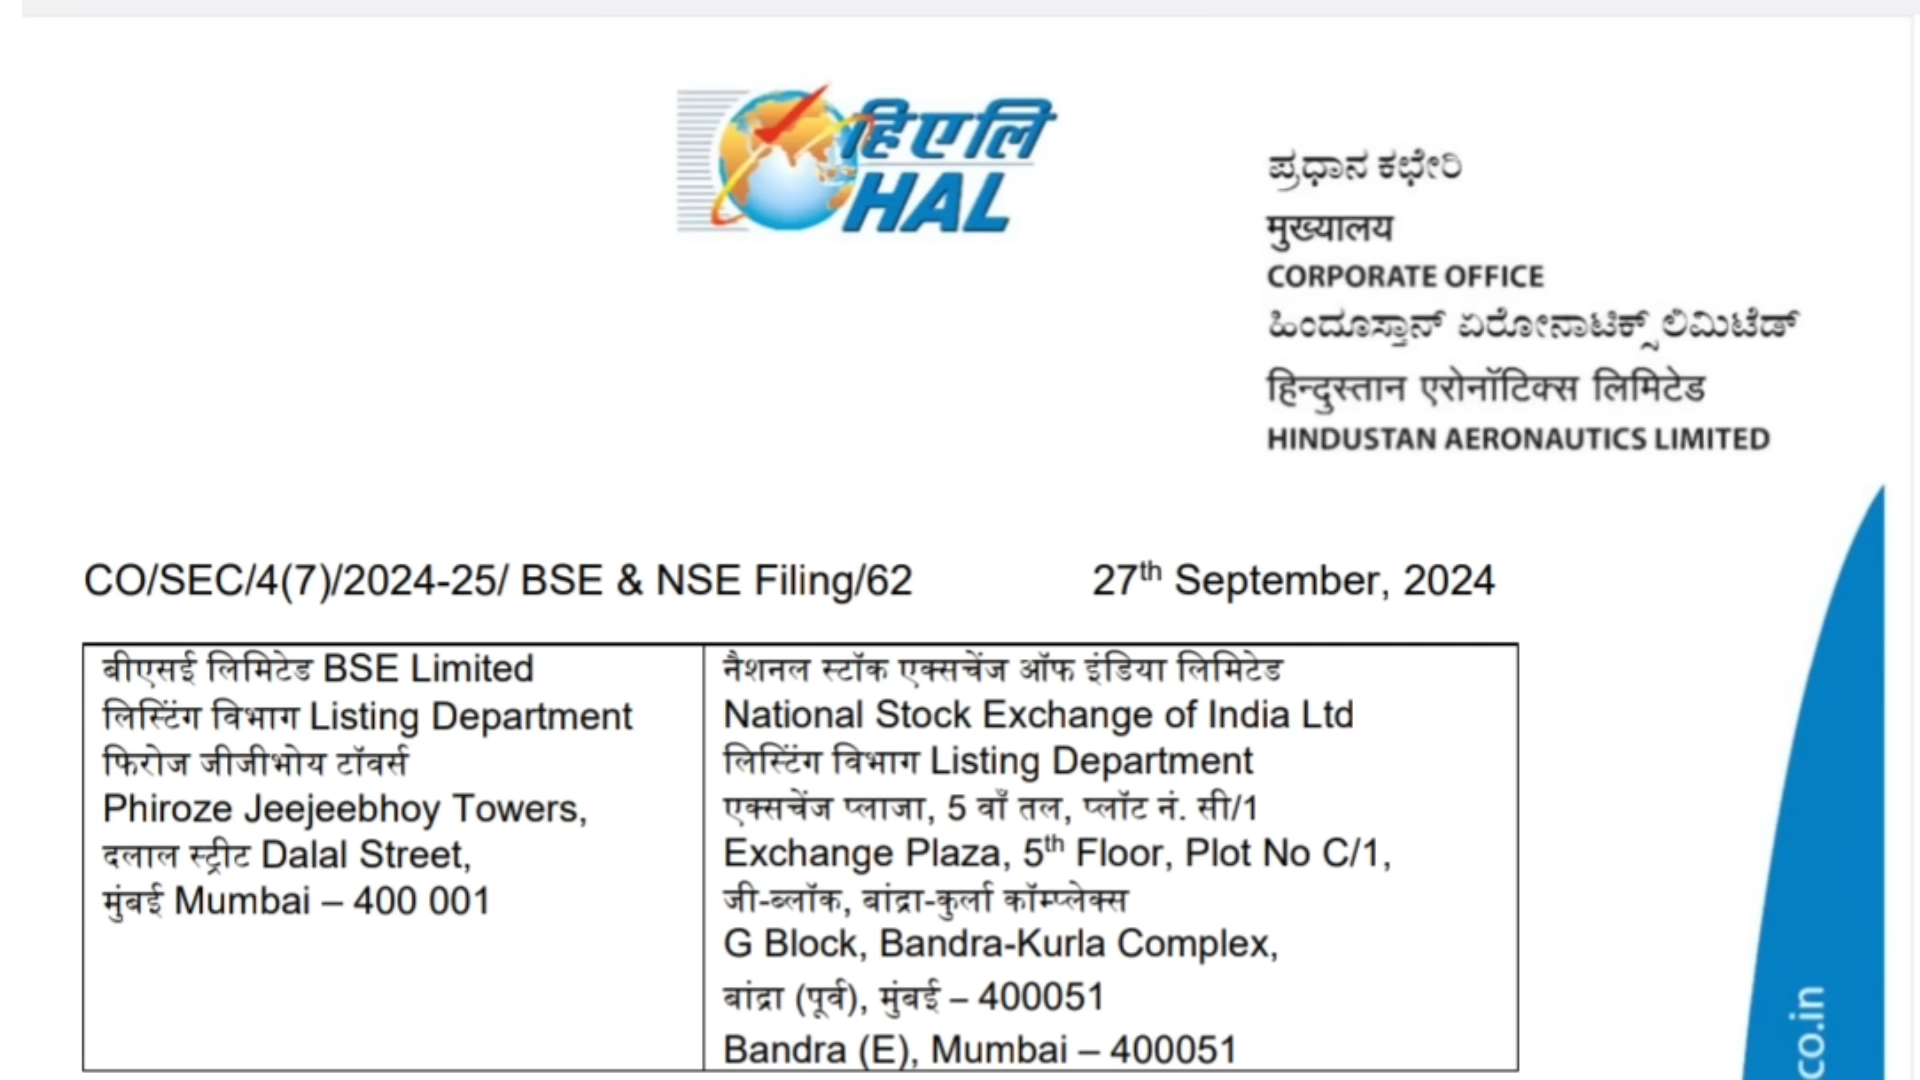 हिएलि
HAL
ಪ್ರಧಾನ ಕಛೇರಿ
मुख्यालय
CORPORATE OFFICE
ಹಿಂದೂಸ್ತಾನ್ ಏರೋನಾಟಿಕ್ಸ್ ಲಿಮಿಟೆಡ್
हिन्दुस्तान एरोनॉटिक्स लिमिटेड
HINDUSTAN AERONAUTICS LIMITED
CO/SEC/4(7)/2024-25/ BSE & NSE Filing/62 27th September, 2024
बीएसई लिमिटेड BSE Limited
लिस्टिंग विभाग Listing Department
फिरोज जीजीभोय टॉवर्स
Phiroze Jeejeebhoy Towers,
दलाल स्ट्रीट Dalal Street,
मुंबई Mumbai – 400 001
नैशनल स्टॉक एक्सचेंज ऑफ इंडिया लिमिटेड
National Stock Exchange of India Ltd
लिस्टिंग विभाग Listing Department
एक्सचेंज प्लाजा, 5 वाँ तल, प्लॉट नं. सी/1
Exchange Plaza, 5th Floor, Plot No C/1,
जी-ब्लॉक, बांद्रा-कुर्ला कॉम्प्लेक्स
G Block, Bandra-Kurla Complex,
बांद्रा (पूर्व), मुंबई – 400051
Bandra (E), Mumbai – 400051
co.in